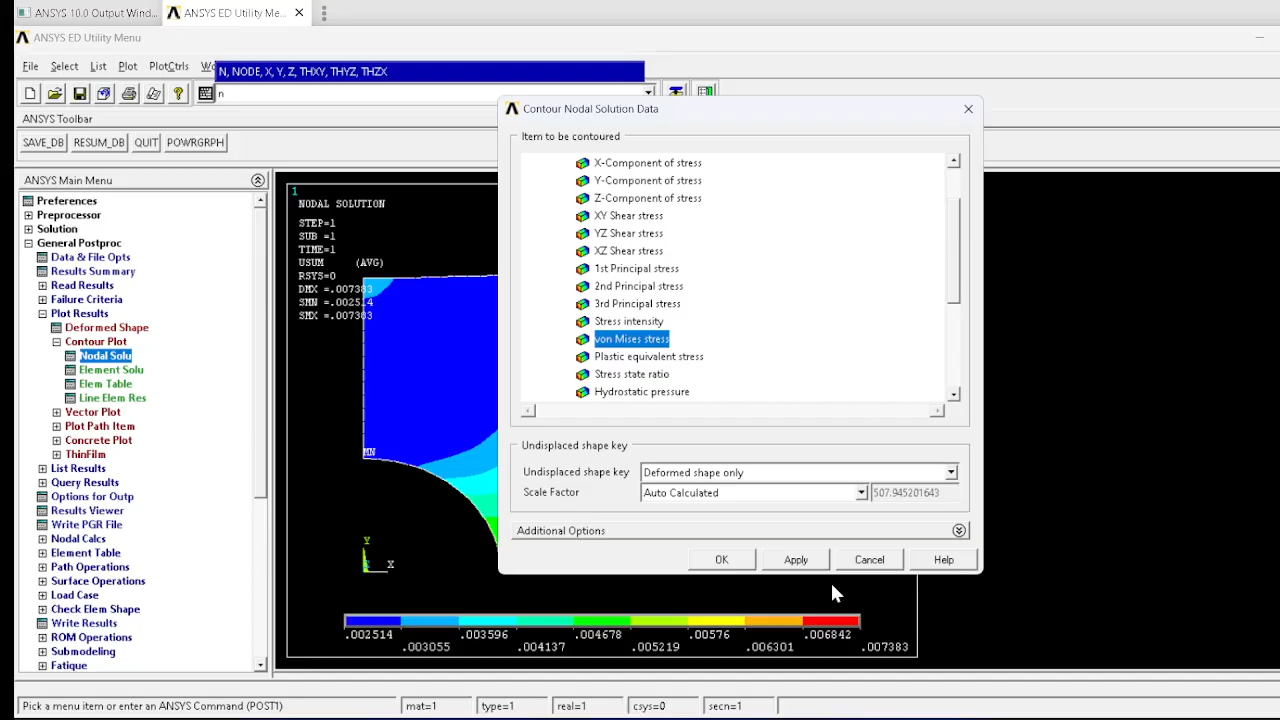 ANSYS 10.0 Output Wind...
ANSYS ED Utility Me...
ANSYS ED Utility Menu
File Select List Plot PlotCtrls
N, NODE, X, Y, Z, THXY, THYZ, THZX
n
ANSYS Toolbar
SAVE_DB RESUM_DB QUIT POWRGRPH
ANSYS Main Menu
Preferences
Preprocessor
Solution
General Postproc
Data & File Opts
Results Summary
Read Results
Failure Criteria
Plot Results
Deformed Shape
Contour Plot
Nodal Solu
Element Solu
Elem Table
Line Elem Res
Vector Plot
Plot Path Item
Concrete Plot
ThinFilm
List Results
Query Results
Options for Outp
Results Viewer
Write PGR File
Nodal Calcs
Element Table
Path Operations
Surface Operations
Load Case
Check Elem Shape
Write Results
ROM Operations
Submodeling
Fatigue
1
NODAL SOLUTION
STEP=1
SUB =1
TIME=1
USUM (AVG)
RSYS=0
DMX =.007383
SMN =.002514
SMX =.007383
MN
Y
X
.002514 .003596 .004678 .00576 .006842
.003055 .004137 .005219 .006301 .007383
Contour Nodal Solution Data
Item to be contoured
X-Component of stress
Y-Component of stress
Z-Component of stress
XY Shear stress
YZ Shear stress
XZ Shear stress
1st Principal stress
2nd Principal stress
3rd Principal stress
Stress intensity
von Mises stress
Plastic equivalent stress
Stress state ratio
Hydrostatic pressure
Undisplaced shape key
Undisplaced shape key Deformed shape only
Scale Factor Auto Calculated 507.945201643
Additional Options
OK Apply Cancel Help
Pick a menu item or enter an ANSYS Command (POST1) mat=1 type=1 real=1 csys=0 secn=1